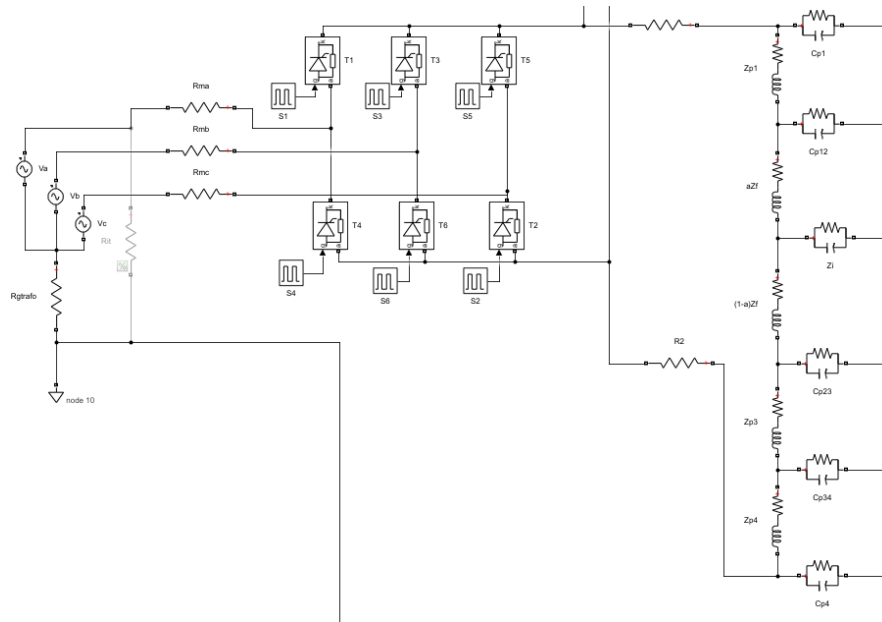 T1
T3
T5
Cp1
Zp1
Rma
S1
S3
S5
Cp12
Rmb
Va
aZf
Rmc
Vb
Vc
T4
T6
T2
Rit
Zi
S4
S6
S2
Rgtrafo
(1-a)Zf
R2
Cp23
node 10
Zp3
Cp34
Zp4
Cp4